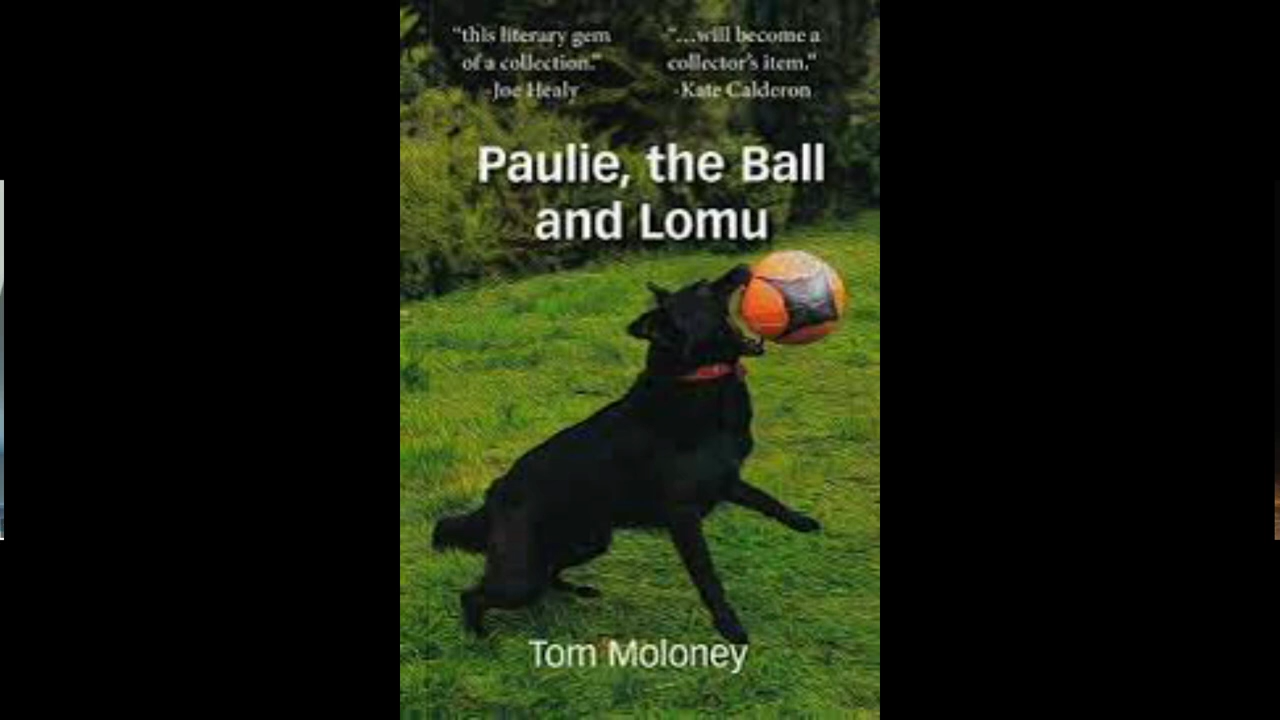 "this literary gem
of a collection."
-Joe Healy
"...will become a
collector's item."
-Kate Calderon
Paulie, the Ball
and Lomu
Tom Moloney